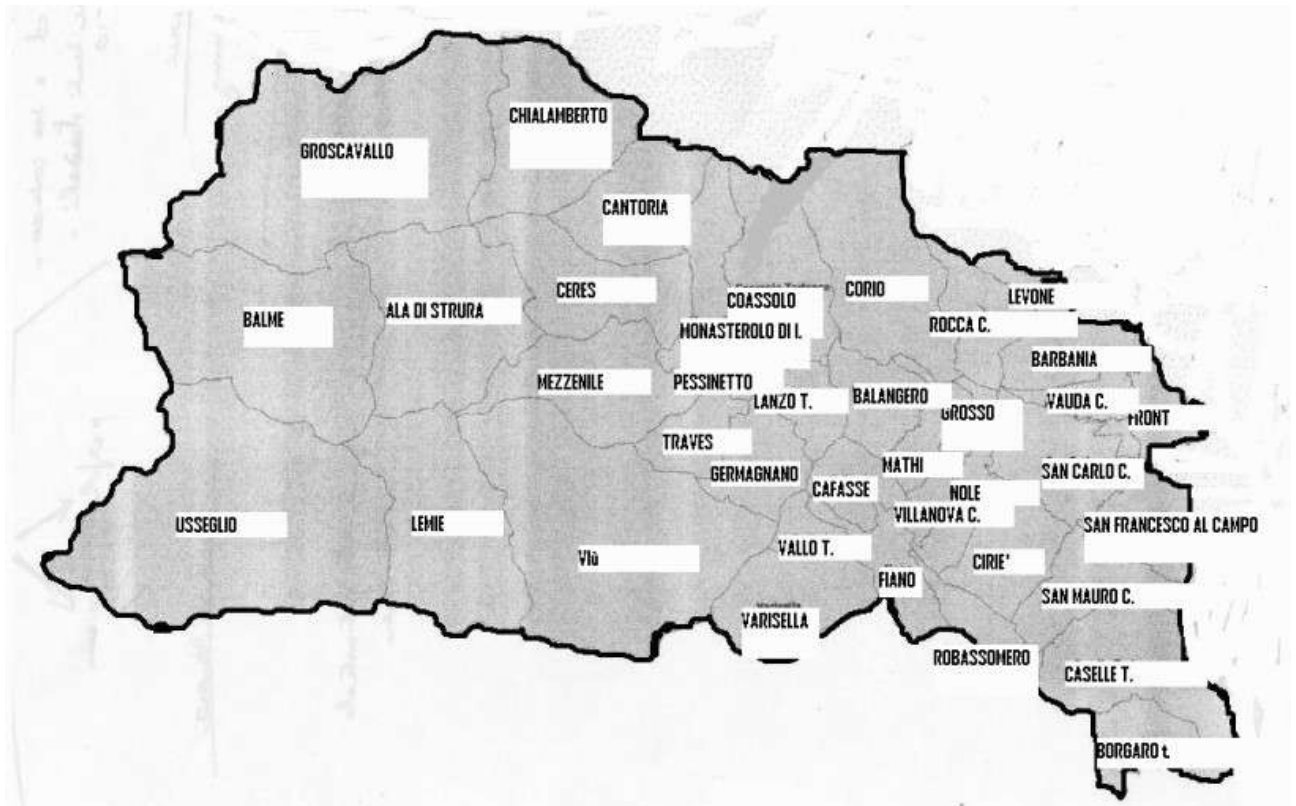 CHIALAMBERTO
GROSCAVALLO
CANTORIA
CERES
COASSOLO
CORIO
LEVONE
BALME
ALA DI STRURA
MONASTEROLO DI L
ROCCA C.
BARBANIA
MEZZENILE
PESSINETTO
LANZO T.
BALANGERO
GROSSO
VAUDA C.
FRONT
TRAVES
GERMAGNANO
CAFASSE
MATHI
SAN CARLO C.
NOLE
VILLANOVA C.
USSEGLIO
LEMIE
SAN FRANCESCO AL CAMPO
VIù
VALLO T.
CIRIE'
FIANO
SAN MAURO C.
VARISELLA
ROBASSOMERO
CASELLE T.
BORGARO t.